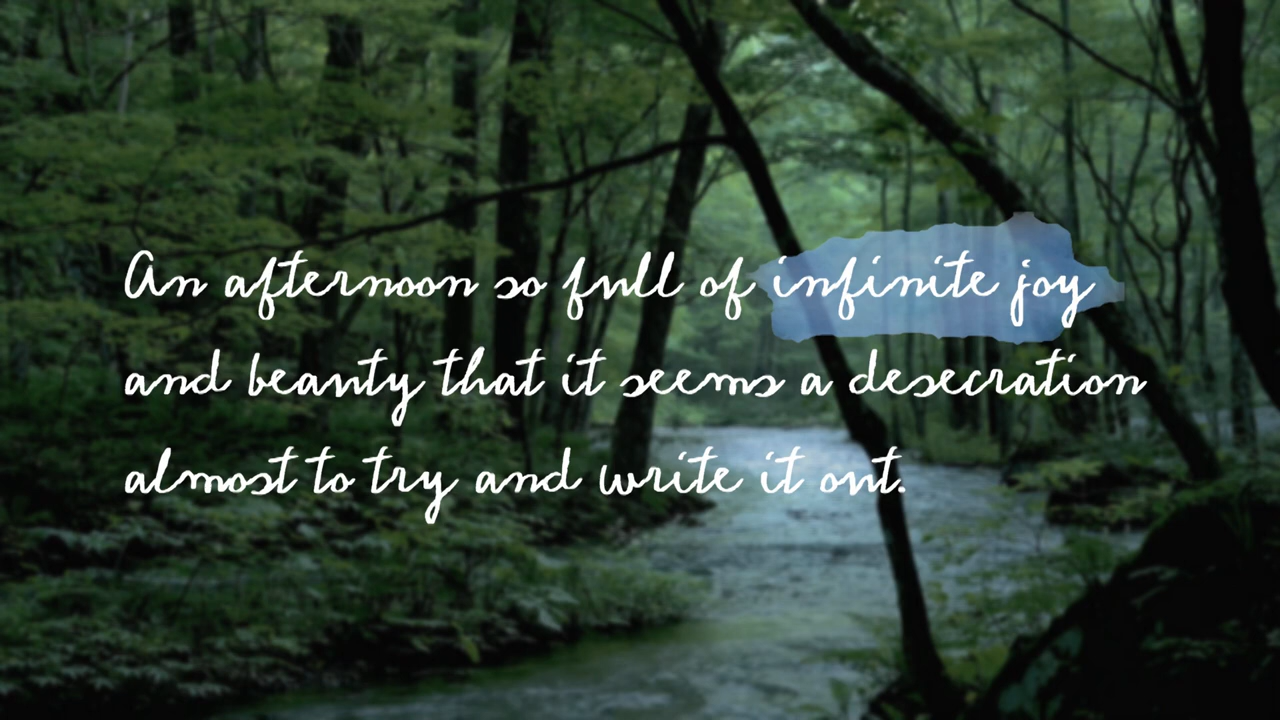 An afternoon so full of infinite joy
and beauty that it seems a desecration
almost to try and write it out.